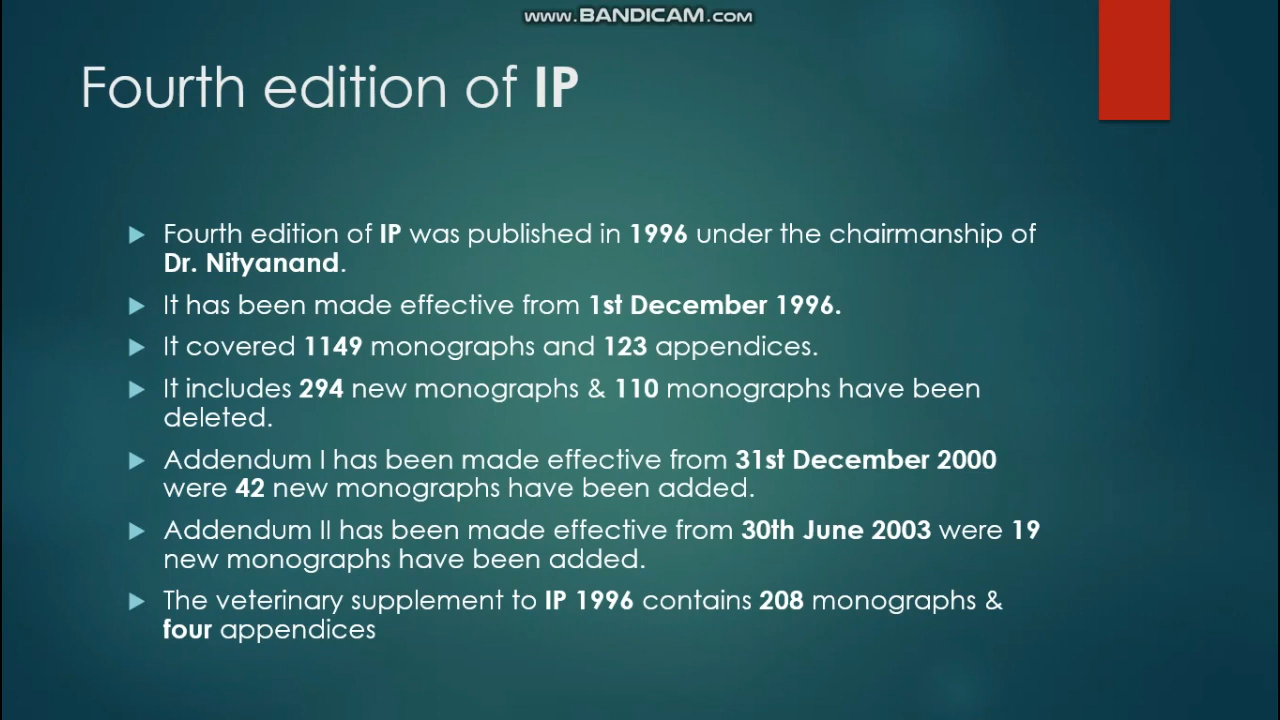 www.BANDICAM.com
Fourth edition of IP
Fourth edition of IP was published in 1996 under the chairmanship of
Dr. Nityanand.
It has been made effective from 1st December 1996.
It covered 1149 monographs and 123 appendices.
It includes 294 new monographs & 110 monographs have been
deleted.
Addendum I has been made effective from 31st December 2000
were 42 new monographs have been added.
Addendum II has been made effective from 30th June 2003 were 19
new monographs have been added.
The veterinary supplement to IP 1996 contains 208 monographs &
four appendices